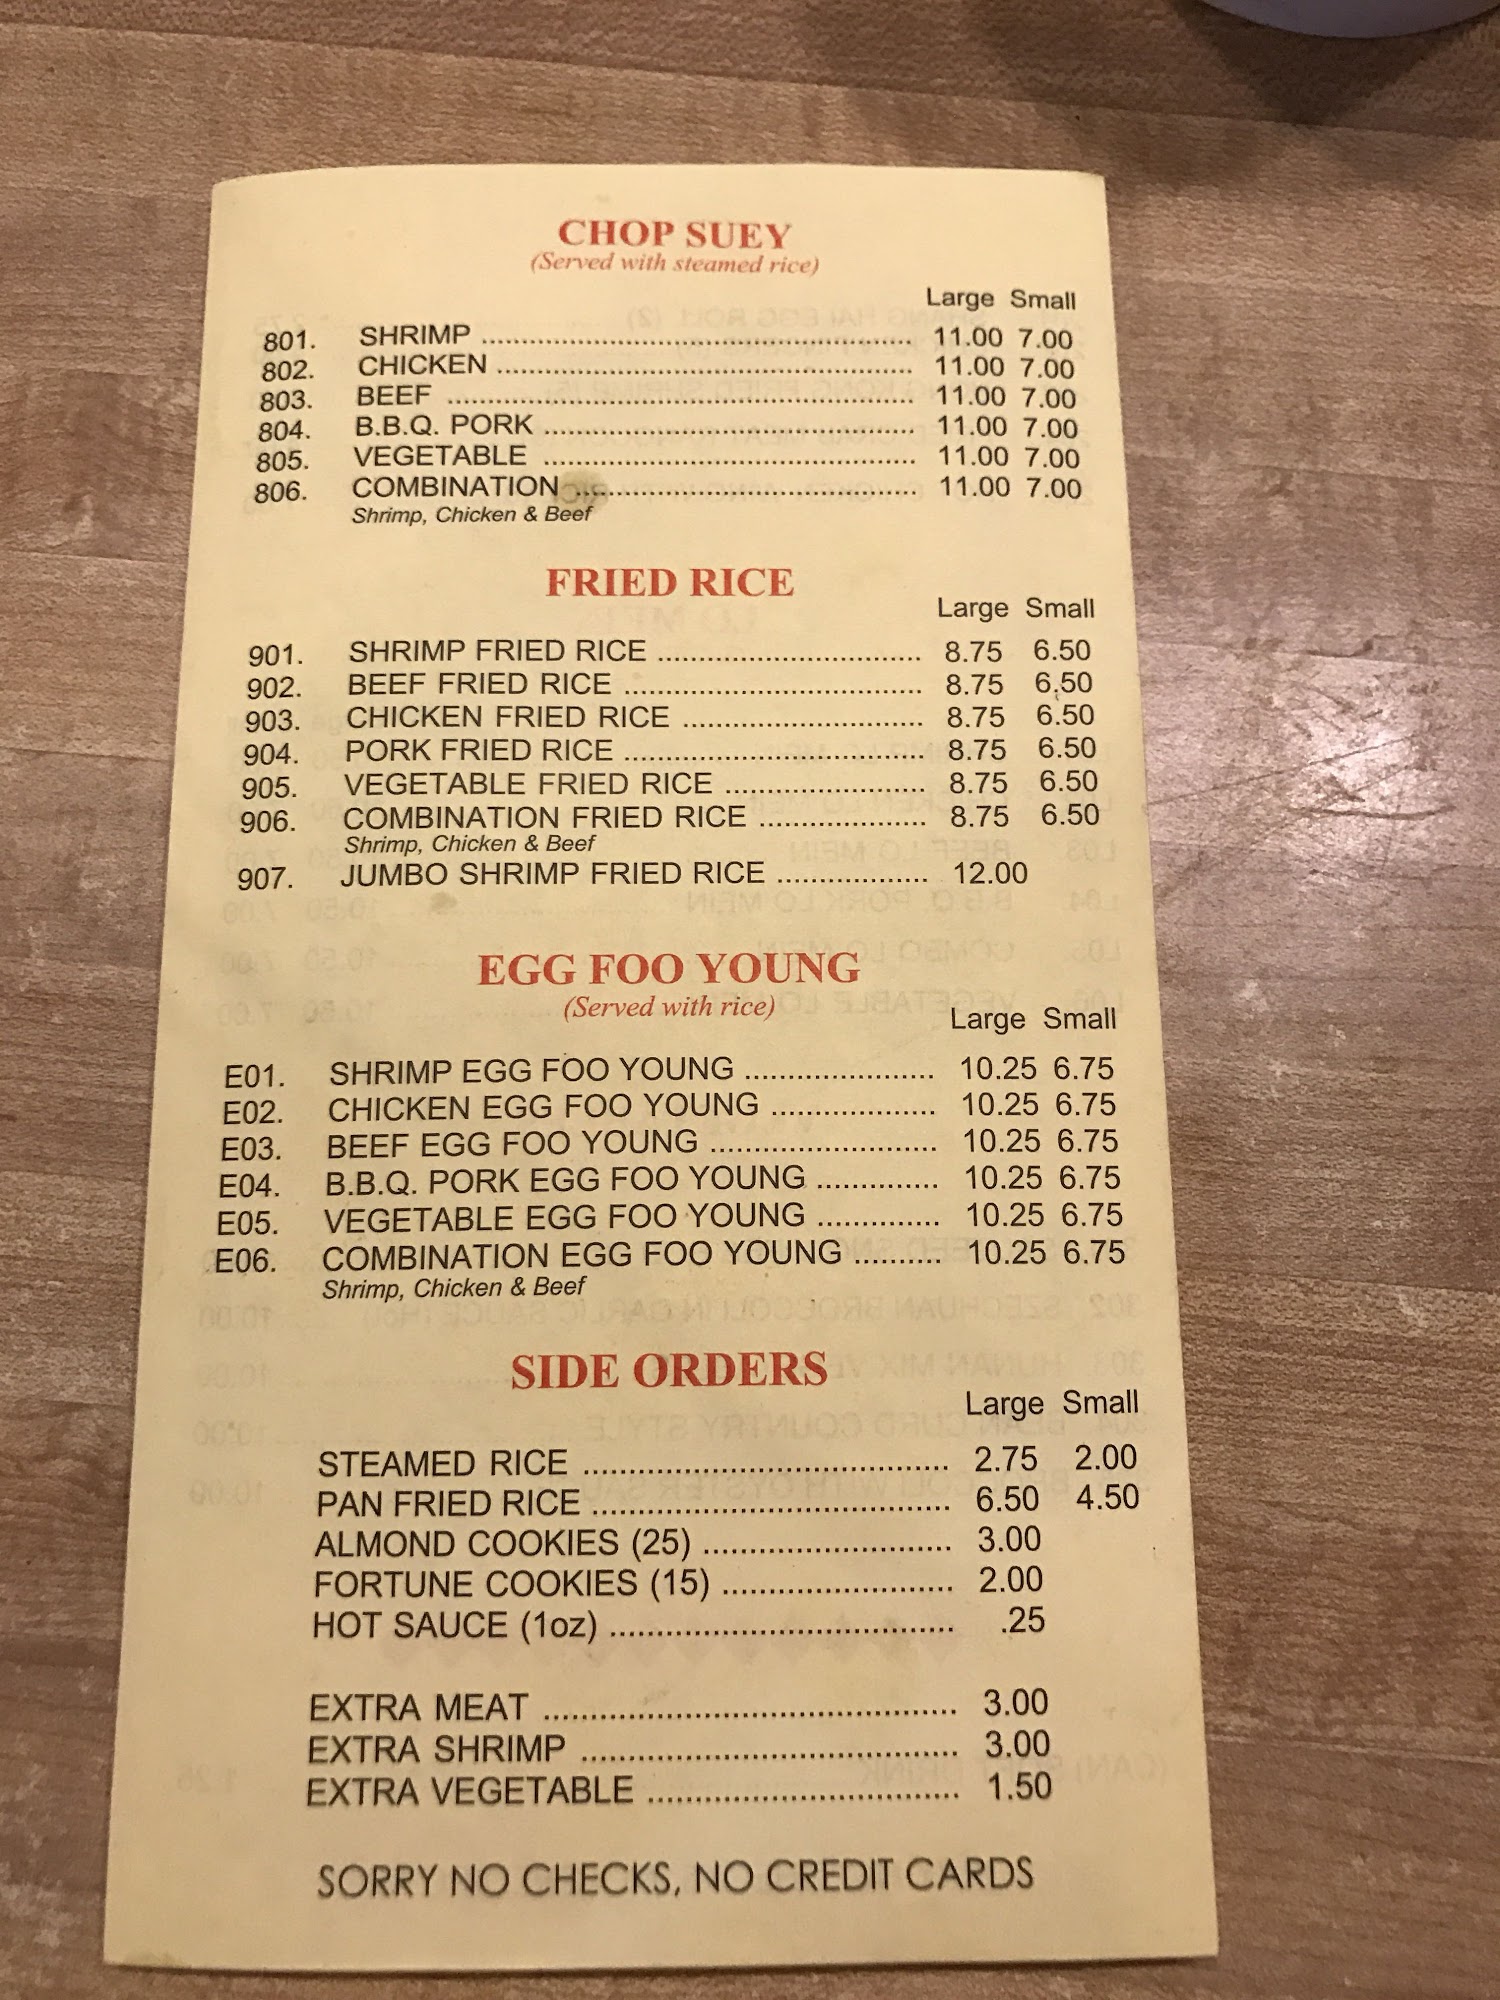 CHOP SUEY
(Served with steamed rice)
Large Small
801. SHRIMP ........ 11.00 7.00
802. CHICKEN ........ 11.00 7.00
803. BEEF ........ 11.00 7.00
804. B.B.Q. PORK ........ 11.00 7.00
805. VEGETABLE ........ 11.00 7.00
806. COMBINATION ........ 11.00 7.00
Shrimp, Chicken & Beef
FRIED RICE
Large Small
901. SHRIMP FRIED RICE ........ 8.75 6.50
902. BEEF FRIED RICE ........ 8.75 6.50
903. CHICKEN FRIED RICE ........ 8.75 6.50
904. PORK FRIED RICE ........ 8.75 6.50
905. VEGETABLE FRIED RICE ........ 8.75 6.50
906. COMBINATION FRIED RICE ........ 8.75 6.50
Shrimp, Chicken & Beef
907. JUMBO SHRIMP FRIED RICE ........ 12.00
EGG FOO YOUNG
(Served with rice)
Large Small
E01. SHRIMP EGG FOO YOUNG ........ 10.25 6.75
E02. CHICKEN EGG FOO YOUNG ........ 10.25 6.75
E03. BEEF EGG FOO YOUNG ........ 10.25 6.75
E04. B.B.Q. PORK EGG FOO YOUNG ........ 10.25 6.75
E05. VEGETABLE EGG FOO YOUNG ........ 10.25 6.75
E06. COMBINATION EGG FOO YOUNG ........ 10.25 6.75
Shrimp, Chicken & Beef
SIDE ORDERS
Large Small
STEAMED RICE ........ 2.75 2.00
PAN FRIED RICE ........ 6.50 4.50
ALMOND COOKIES (25) ........ 3.00
FORTUNE COOKIES (15) ........ 2.00
HOT SAUCE (1oz) ........ .25
EXTRA MEAT ........ 3.00
EXTRA SHRIMP ........ 3.00
EXTRA VEGETABLE ........ 1.50
SORRY NO CHECKS, NO CREDIT CARDS